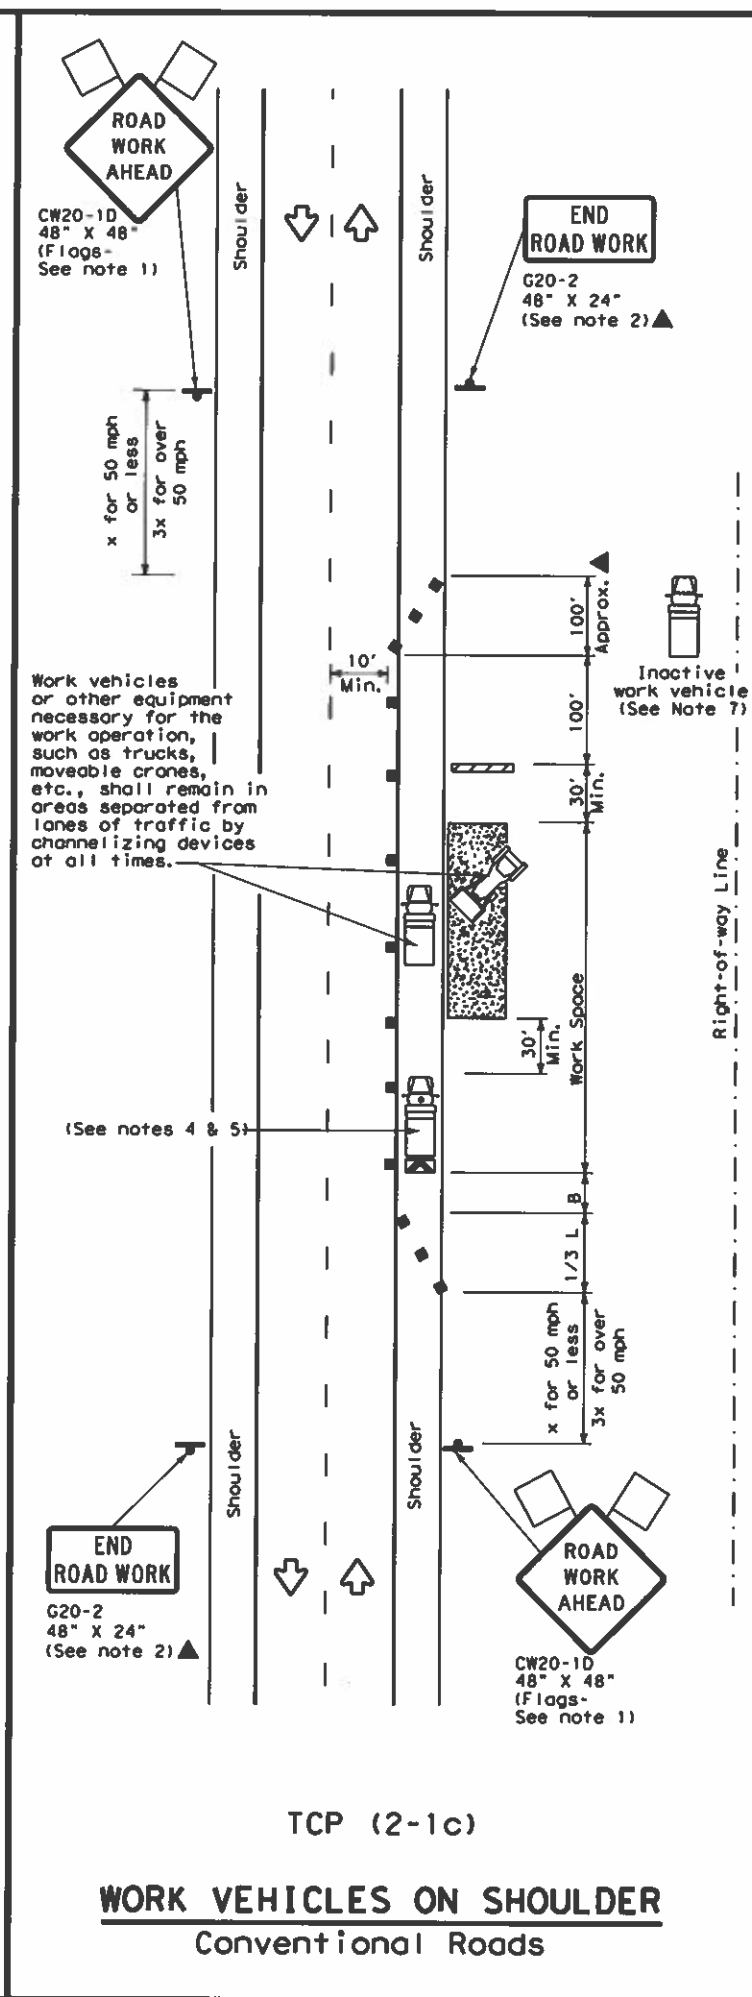 ROAD
WORK
AHEAD
CW20-1D
48" X 48"
(Flags-
See note 1)
Shoulder
Shoulder
END
ROAD WORK
G20-2
48" X 24"
(See note 2)▲
x for 50 mph
or less
3x for over
50 mph
100'
Approx.
Inactive
work vehicle
(See Note 7)
10'
Min.
100'
Work vehicles
or other equipment
necessary for the
work operation,
such as trucks,
moveable cranes,
etc., shall remain in
areas separated from
lanes of traffic by
channelizing devices
at all times.
30'
Min.
Right-of-way Line
Work Space
30'
Min.
(See notes 4 & 5)
B
1/3 L
x for 50 mph
or less
3x for over
50 mph
Shoulder
Shoulder
END
ROAD WORK
G20-2
48" X 24"
(See note 2)▲
ROAD
WORK
AHEAD
CW20-1D
48" X 48"
(Flags-
See note 1)
TCP (2-1c)
WORK VEHICLES ON SHOULDER
Conventional Roads